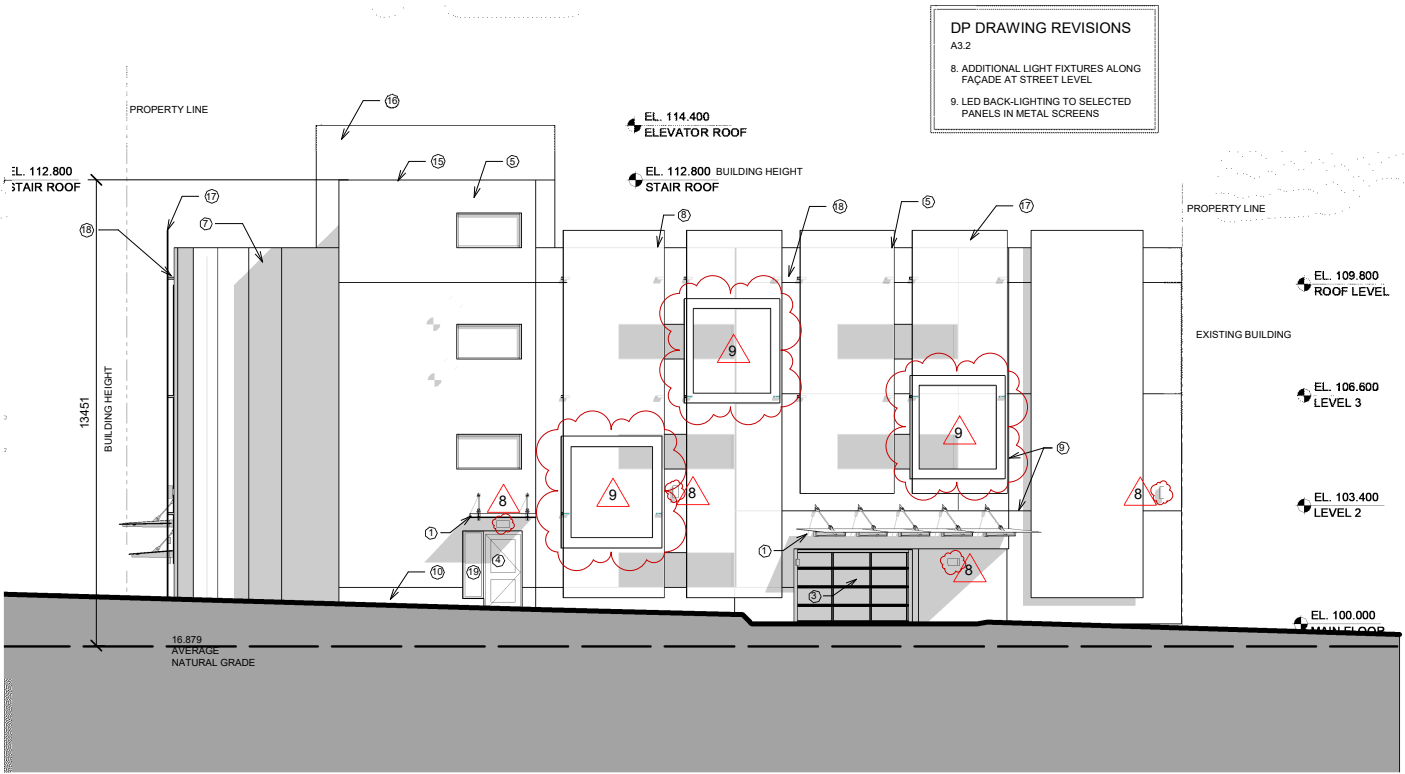 DP DRAWING REVISIONS
A3.2
8. ADDITIONAL LIGHT FIXTURES ALONG
FAÇADE AT STREET LEVEL
9. LED BACK-LIGHTING TO SELECTED
PANELS IN METAL SCREENS
PROPERTY LINE
16
EL. 114.400
ELEVATOR ROOF
15
5
EL. 112.800
STAIR ROOF
EL. 112.800 BUILDING HEIGHT
STAIR ROOF
17
18
7
8
18
5
17
PROPERTY LINE
EL. 109.800
ROOF LEVEL
EXISTING BUILDING
9
EL. 106.600
LEVEL 3
13451
BUILDING HEIGHT
9
9
9
8
8
8
EL. 103.400
LEVEL 2
1
1
4
10
19
3
8
EL. 100.000
MAIN FLOOR
16.879
AVERAGE
NATURAL GRADE